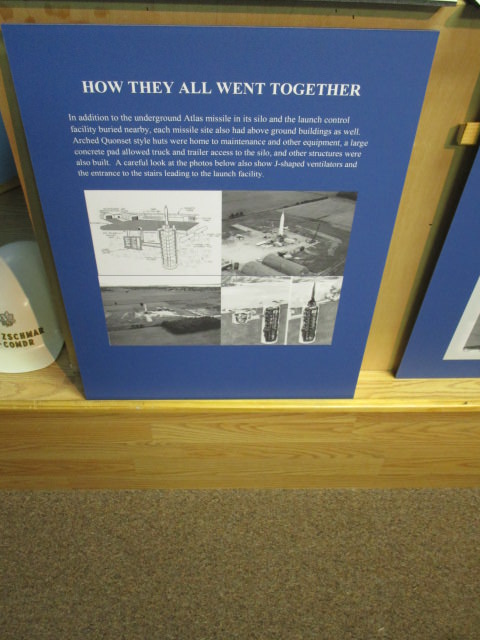 HOW THEY ALL WENT TOGETHER
In addition to the underground Atlas missile in its silo and the launch control
facility buried nearby, each missile site also had above ground buildings as well.
Arched Quonset style huts were home to maintenance and other equipment, a large
concrete pad allowed truck and trailer access to the silo, and other structures were
also built. A careful look at the photos below also show J-shaped ventilators and
the entrance to the stairs leading to the launch facility.
ZSCHMAR
COMDR